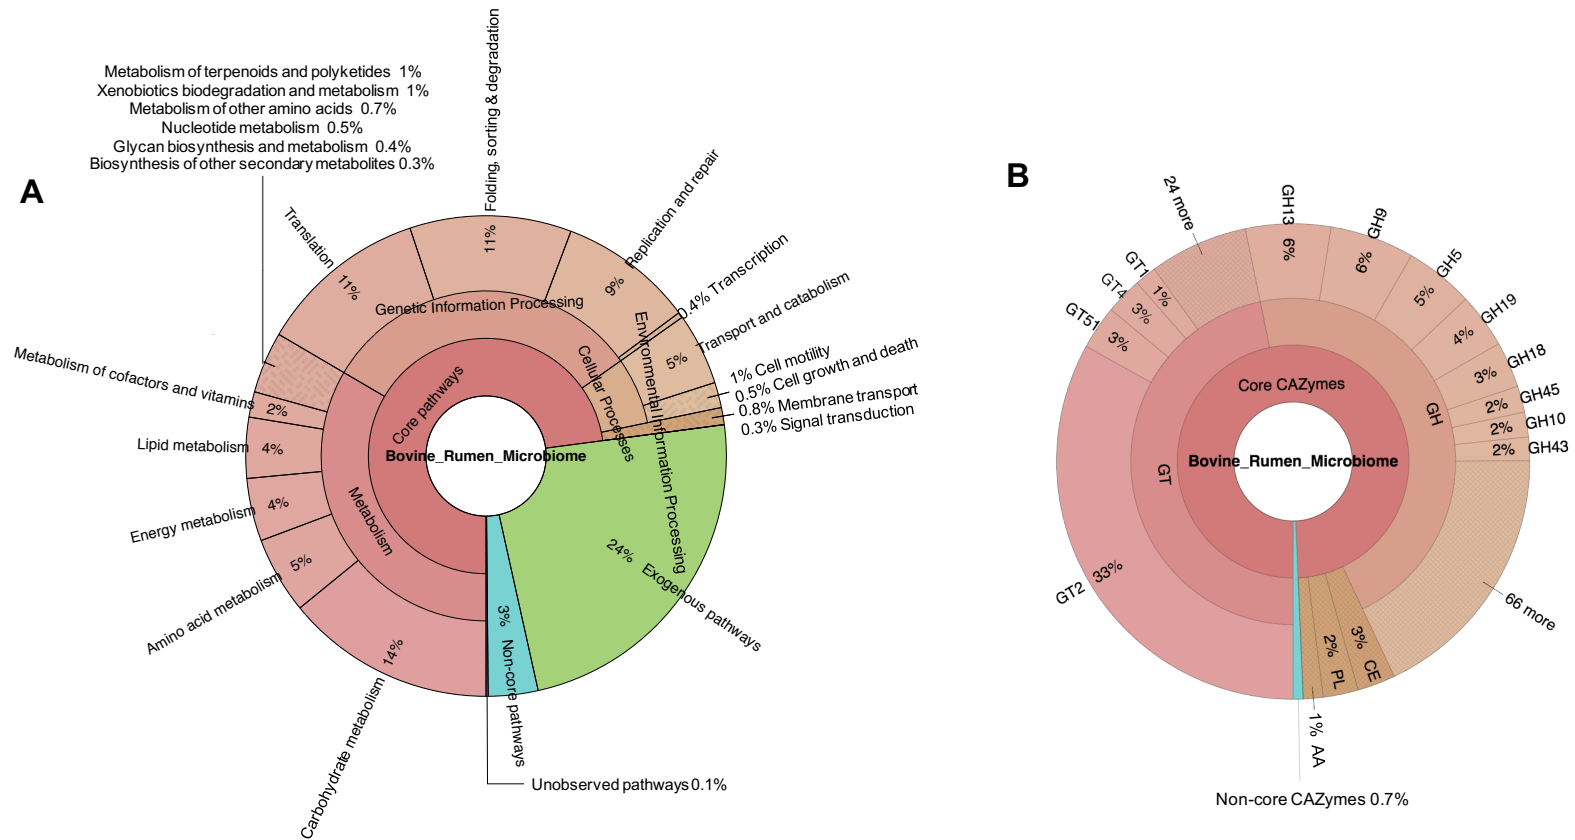 Metabolism of terpenoids and polyketides 1%
Xenobiotics biodegradation and metabolism 1%
Metabolism of other amino acids 0.7%
Nucleotide metabolism 0.5%
Glycan biosynthesis and metabolism 0.4%
Biosynthesis of other secondary metabolites 0.3%
A
Translation
11%
Folding, sorting & degradation
11%
Replication and repair
9%
0.4% Transcription
Transport and catabolism
5%
1% Cell motility
0.5% Cell growth and death
0.8% Membrane transport
0.3% Signal transduction
Genetic Information Processing
Cellular Processes
Environmental Information Processing
Core pathways
Bovine_Rumen_Microbiome
Metabolism
Metabolism of cofactors and vitamins
2%
Lipid metabolism
4%
Energy metabolism
4%
Amino acid metabolism
5%
Carbohydrate metabolism
14%
24% Exogenous pathways
3% Non-core pathways
Unobserved pathways 0.1%
B
24 more
GH13
6%
GH9
6%
GH5
5%
GH19
4%
GH18
3%
GH45
2%
GH10
2%
GH43
2%
66 more
GT1
1%
GT4
3%
GT51
3%
GT2 33%
Core CAZymes
GH
GT
Bovine_Rumen_Microbiome
3% CE
2% PL
1% AA
Non-core CAZymes 0.7%